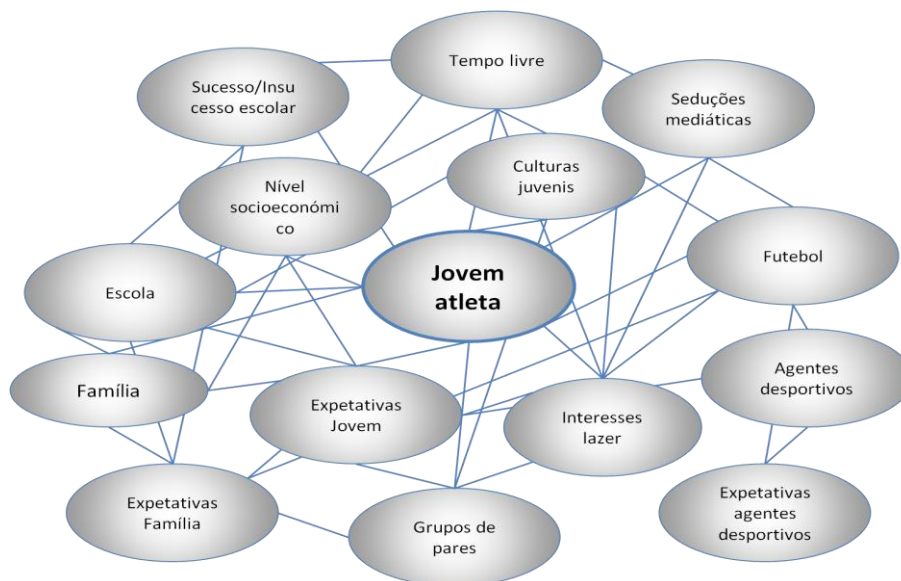 Tempo livre
Sucesso/Insu
cesso escolar
Seduções
mediáticas
Culturas
juvenis
Nível
socioeconómi
co
Jovem
atleta
Futebol
Escola
Família
Agentes
desportivos
Expetativas
Jovem
Interesses
lazer
Expetativas
Família
Grupos de
pares
Expetativas
agentes
desportivos